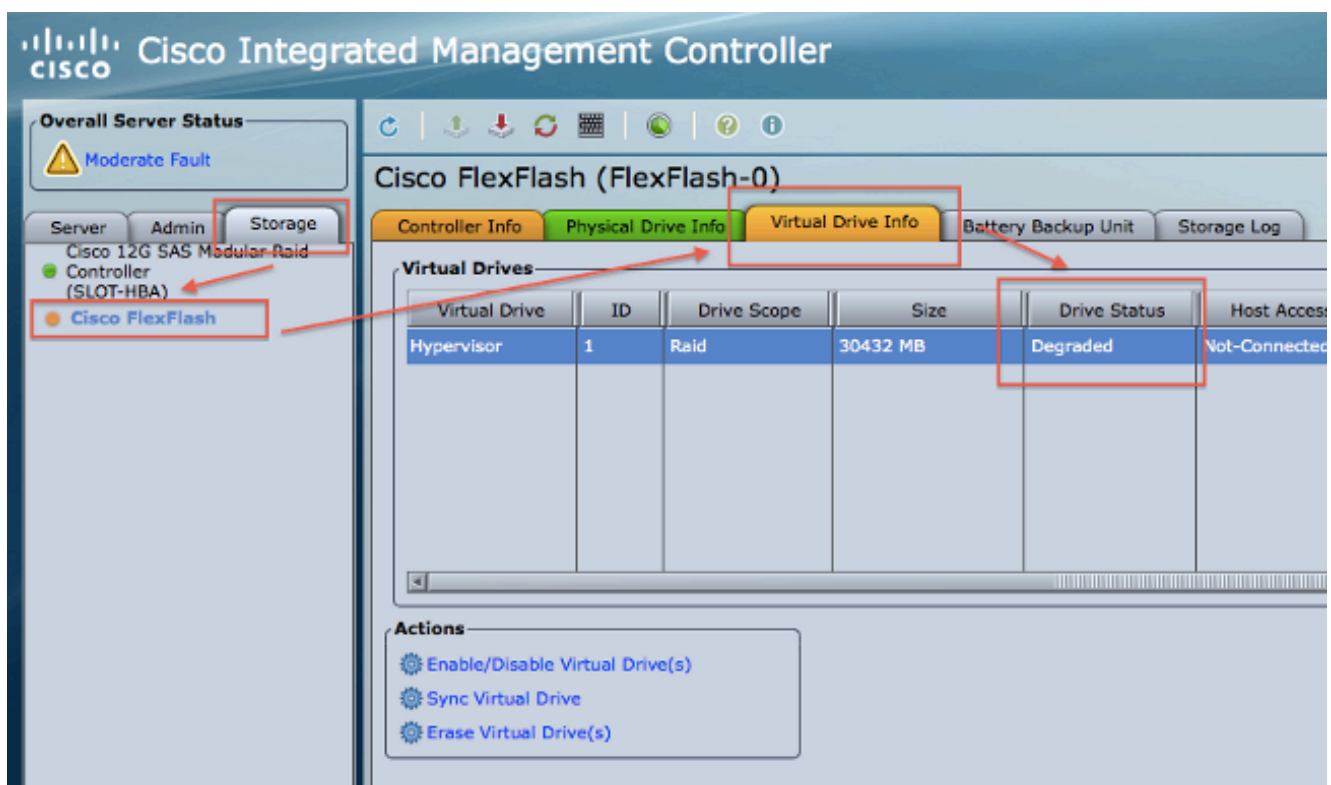 CISCO
Cisco Integrated Management Controller
Overall Server Status
Moderate Fault
Server Admin Storage
Cisco 12G SAS Modular Raid
Controller
(SLOT-HBA)
Cisco FlexFlash
Cisco FlexFlash (FlexFlash-0)
Controller Info Physical Drive Info Virtual Drive Info Battery Backup Unit Storage Log
Virtual Drives
Virtual Drive ID Drive Scope Size Drive Status Host Access
Hypervisor 1 Raid 30432 MB Degraded Not-Connected
Actions
Enable/Disable Virtual Drive(s)
Sync Virtual Drive
Erase Virtual Drive(s)